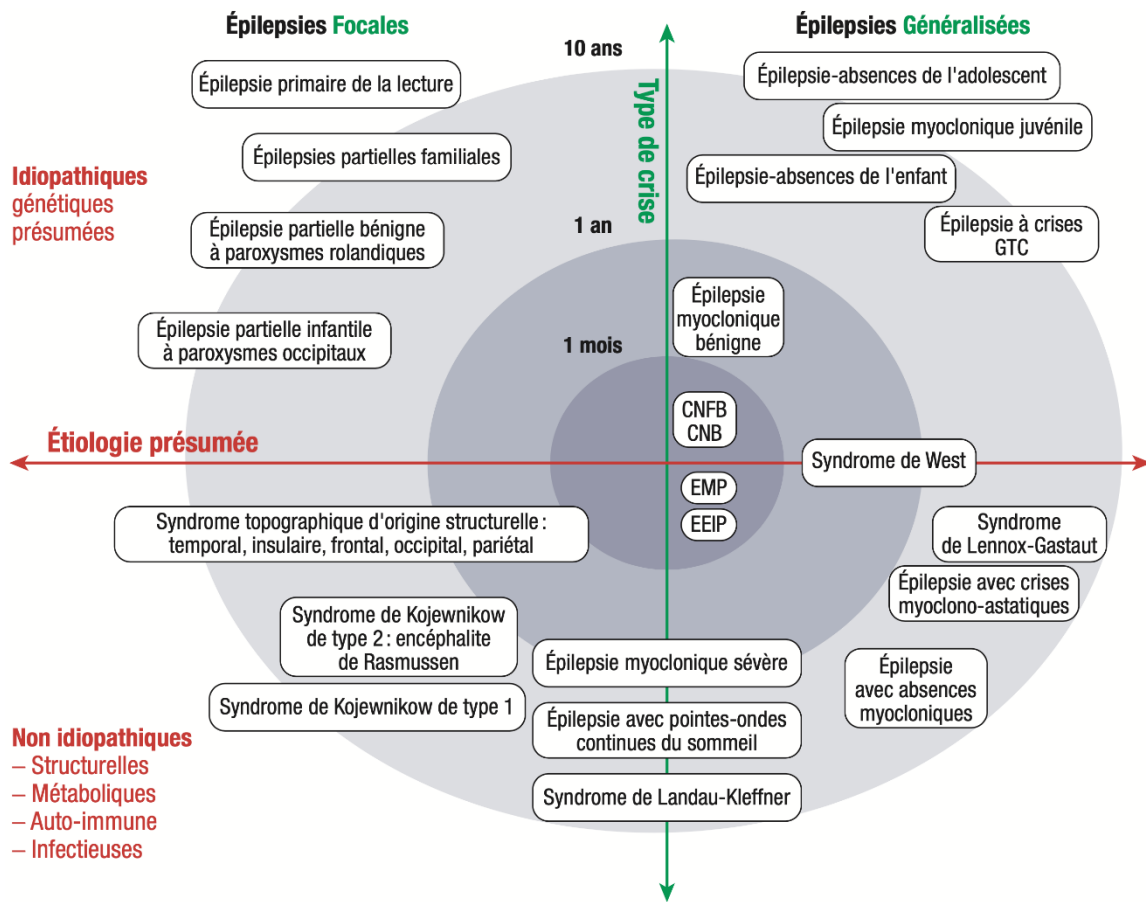 Épilepsies Focales
Épilepsies Généralisées
10 ans
Type de crise
Épilepsie primaire de la lecture
Épilepsie-absences de l'adolescent
Épilepsie myoclonique juvénile
Épilepsies partielles familiales
Épilepsie-absences de l'enfant
Idiopathiques
génétiques
présumées
Épilepsie partielle bénigne
à paroxysmes rolandiques
1 an
Épilepsie à crises
GTC
Épilepsie
myoclonique
bénigne
Épilepsie partielle infantile
à paroxysmes occipitaux
1 mois
CNFB
CNB
Étiologie présumée
Syndrome de West
EMP
EEIP
Syndrome topographique d'origine structurelle :
temporal, insulaire, frontal, occipital, pariétal
Syndrome
de Lennox-Gastaut
Épilepsie avec crises
myoclono-astatiques
Syndrome de Kojewnikow
de type 2 : encéphalite
de Rasmussen
Épilepsie myoclonique sévère
Épilepsie
avec absences
myocloniques
Syndrome de Kojewnikow de type 1
Épilepsie avec pointes-ondes
continues du sommeil
Syndrome de Landau-Kleffner
Non idiopathiques
– Structurelles
– Métaboliques
– Auto-immune
– Infectieuses